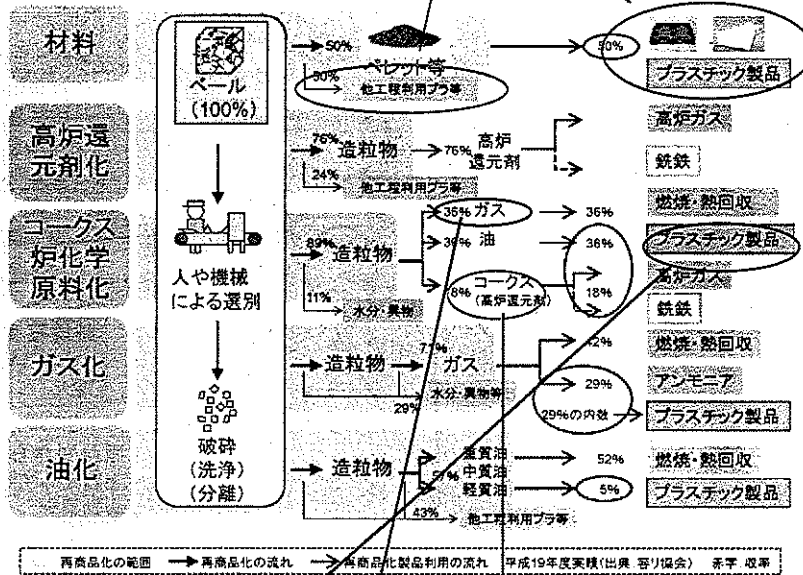 材料
ベール
(100%)
50%
50%
ペレット等
他工程利用プラ等
50%
プラスチック製品
高炉還
元剤化
76%
造粒物
24%
他工程利用プラ等
76%
高炉
還元剤
高炉ガス
銑鉄
コークス
炉化学
原料化
人や機械
による選別
89%
造粒物
11%
水分・異物
36%
ガス
36%
燃焼・熱回収
油
36%
プラスチック製品
コークス
(高炉還元剤)
18%
高炉ガス
銑鉄
ガス化
造粒物
71%
ガス
29%
水分・異物等
42%
燃焼・熱回収
29%
アンモニア
29%の内数
プラスチック製品
油化
破砕
(洗浄)
(分離)
造粒物
43%
他工程利用プラ等
重質油
中質油
軽質油
52%
燃焼・熱回収
5%
プラスチック製品
再商品化の範囲
再商品化の流れ
再商品化製品利用の流れ
平成19年度実績(出典 容リ協会)
赤字 収率